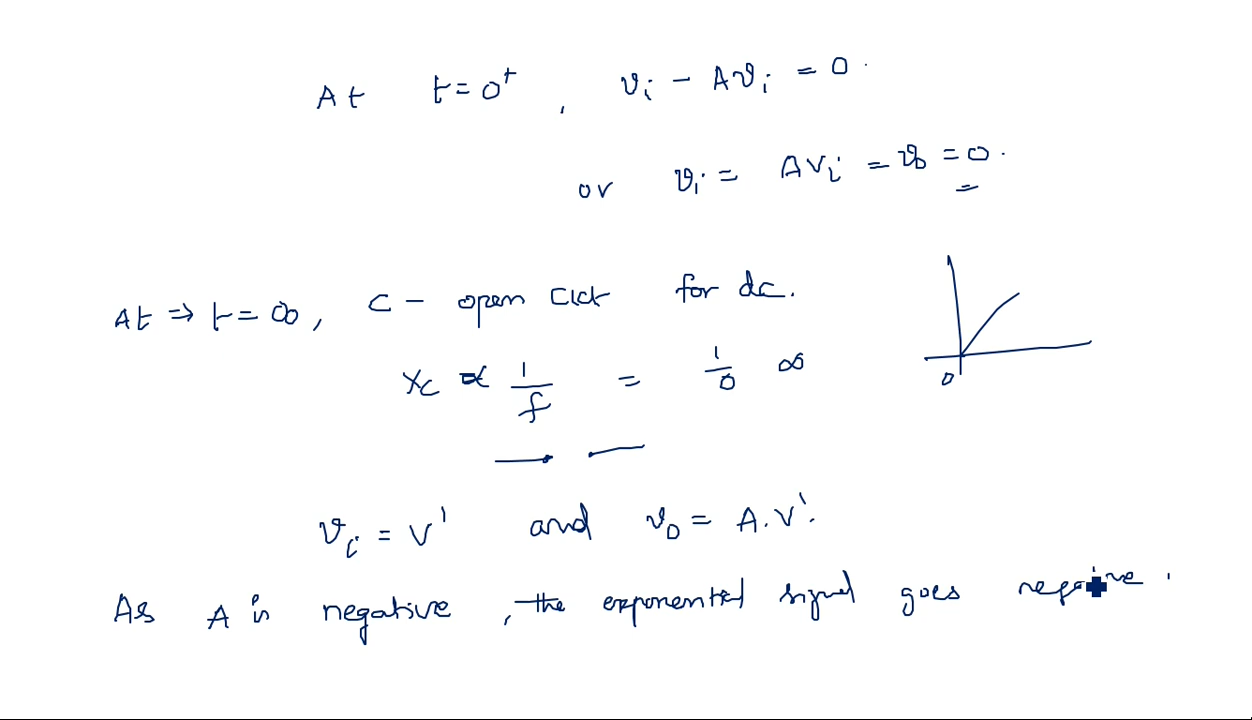 At t = 0⁺, vᵢ - Avᵢ = 0.
or vᵢ = AVᵢ = v₀ = 0.
At ⇒ t = ∞, C - open ckt for dc.
X_C ∝ 1/f = 1/0 ∞
0
vᵢ = V' and v₀ = A.V'.
As A is negative, the exponential signal goes negative.